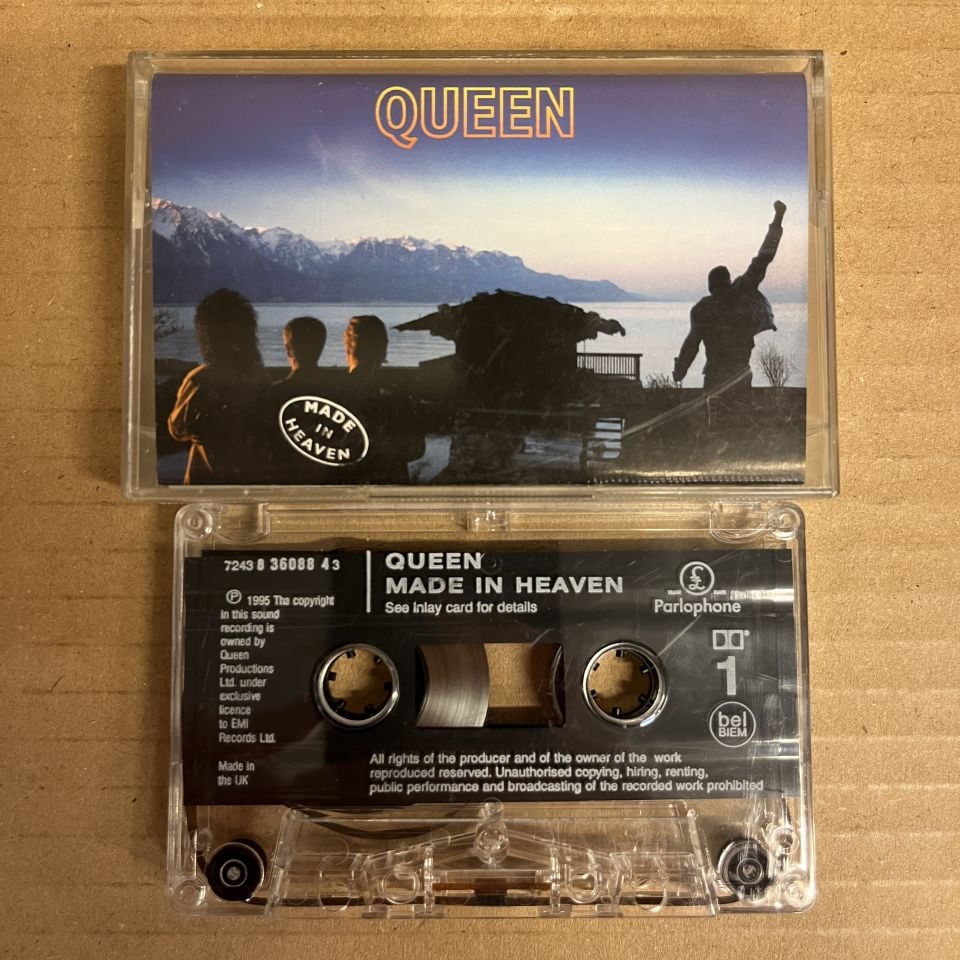 QUEEN
MADE
IN
HEAVEN
7243 8 36088 4 3
QUEEN
MADE IN HEAVEN
See inlay card for details
Ⓟ 1995 The copyright
in this sound
recording is
owned by
Queen
Productions
Ltd. under
exclusive
licence
to EMI
Records Ltd.
Made in
the UK
£
Parlophone
1
bel
BIEM
All rights of the producer and of the owner of the work
reproduced reserved. Unauthorised copying, hiring, renting,
public performance and broadcasting of the recorded work prohibited